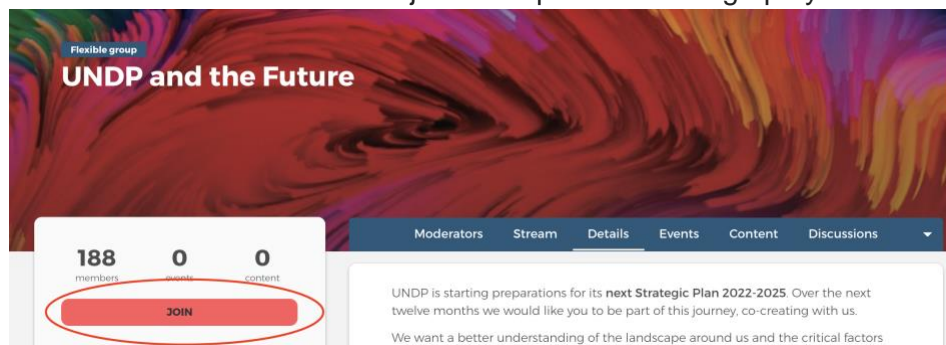 Flexible group
UNDP and the Future
Moderators Stream Details Events Content Discussions
188 0 0
members events content
JOIN
UNDP is starting preparations for its next Strategic Plan 2022-2025. Over the next
twelve months we would like you to be part of this journey, co-creating with us.
We want a better understanding of the landscape around us and the critical factors